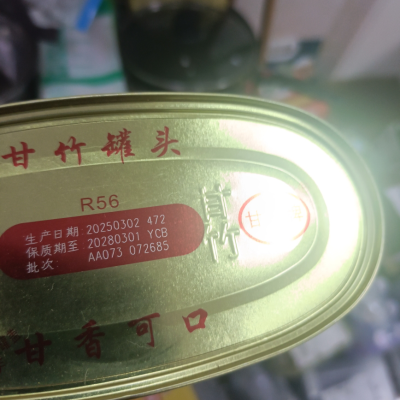 甘竹罐头
R56
生产日期 20250302 472
保质期至 20280301 YCB
批次: AA073 072685
甘竹
甘
甘香可口